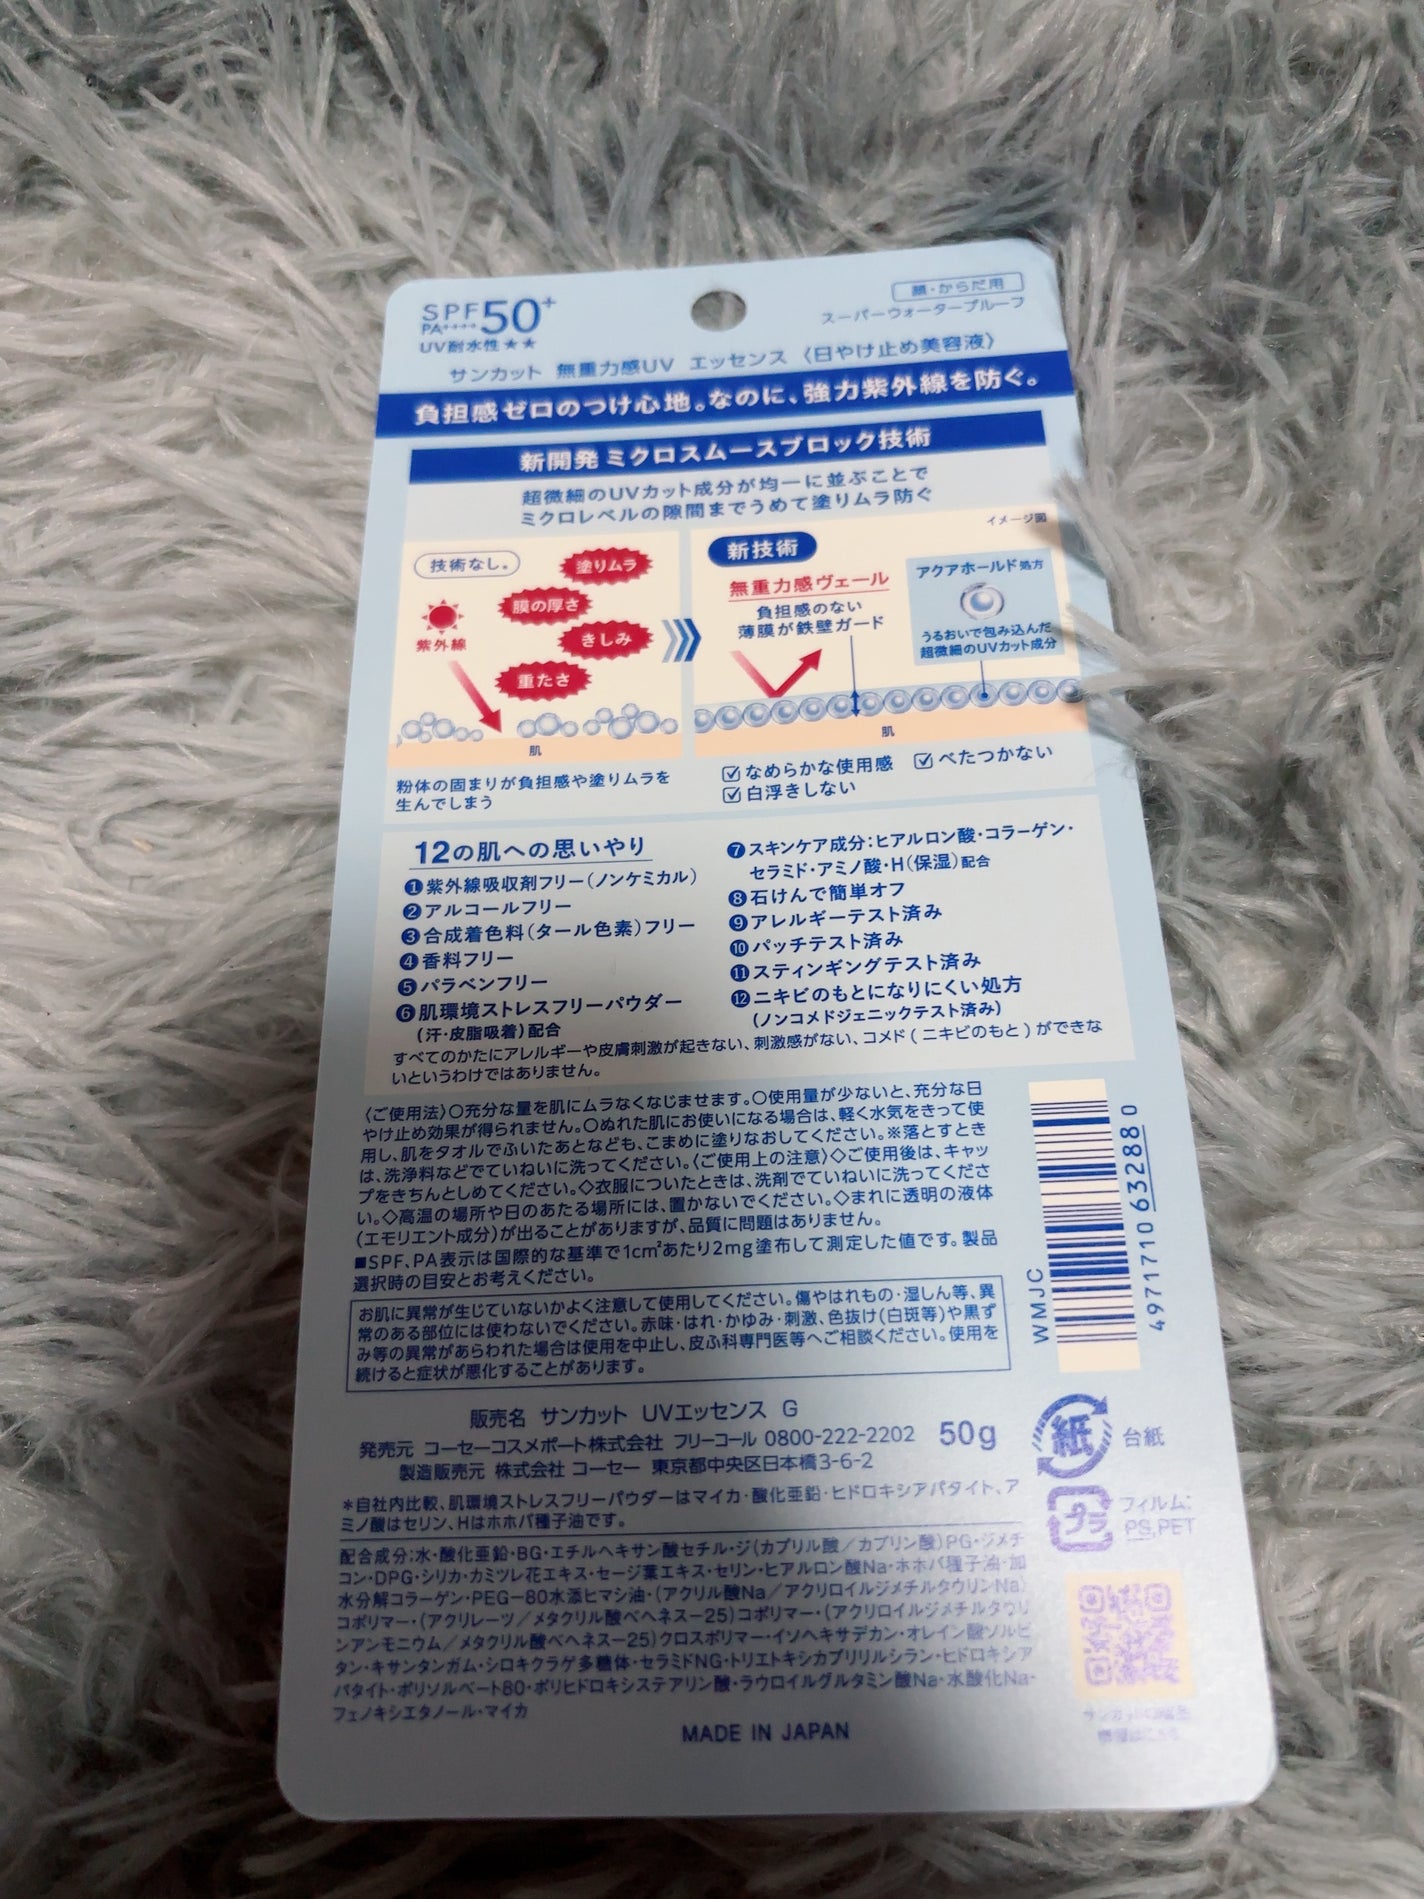 SPF50+
PA++++
UV耐水性★★
顔・からだ用
スーパーウォータープルーフ
サンカット 無重力感UV エッセンス 〈日やけ止め美容液〉
負担感ゼロのつけ心地。なのに、強力紫外線を防ぐ。
新開発 ミクロスムースブロック技術
超微細のUVカット成分が均一に並ぶことで
ミクロレベルの隙間までうめて塗りムラ防ぐ
イメージ図
技術なし。
塗りムラ
膜の厚さ
きしみ
重たさ
紫外線
肌
粉体の固まりが負担感や塗りムラを
生んでしまう
新技術
無重力感ヴェール
負担感のない
薄膜が鉄壁ガード
アクアホールド処方
うるおいで包み込んだ
超微細のUVカット成分
肌
なめらかな使用感 べたつかない
白浮きしない
12の肌への思いやり
❶紫外線吸収剤フリー(ノンケミカル)
❷アルコールフリー
❸合成着色料(タール色素)フリー
❹香料フリー
❺パラベンフリー
❻肌環境ストレスフリーパウダー
(汗・皮脂吸着)配合
❼スキンケア成分:ヒアルロン酸・コラーゲン・
セラミド・アミノ酸・H(保湿)配合
❽石けんで簡単オフ
❾アレルギーテスト済み
❿パッチテスト済み
⓫スティンギングテスト済み
⓬ニキビのもとになりにくい処方
(ノンコメドジェニックテスト済み)
すべてのかたにアレルギーや皮膚刺激が起きない、刺激感がない、コメド(ニキビのもと)ができな
いというわけではありません。
〈ご使用法〉○充分な量を肌にムラなくなじませます。○使用量が少ないと、充分な日
やけ止め効果が得られません。○ぬれた肌にお使いになる場合は、軽く水気をきって使
用し、肌をタオルでふいたあとなども、こまめに塗りなおしてください。※落とすとき
は、洗浄料などでていねいに洗ってください。〈ご使用上の注意〉◇ご使用後は、キャッ
プをきちんとしめてください。◇衣服についたときは、洗剤でていねいに洗ってくださ
い。◇高温の場所や日のあたる場所には、置かないでください。◇まれに透明の液体
(エモリエント成分)が出ることがありますが、品質に問題はありません。
■SPF、PA表示は国際的な基準で1cm²あたり2mg塗布して測定した値です。製品
選択時の目安とお考えください。
お肌に異常が生じていないかよく注意して使用してください。傷やはれもの・湿しん等、異
常のある部位には使わないでください。赤味・はれ・かゆみ・刺激、色抜け(白斑等)や黒ず
み等の異常があらわれた場合は使用を中止し、皮ふ科専門医等へご相談ください。使用を
続けると症状が悪化することがあります。
WMJC
4971710 632880
販売名 サンカット UVエッセンス G
発売元 コーセーコスメポート株式会社 フリーコール 0800-222-2202 50g
製造販売元 株式会社 コーセー 東京都中央区日本橋3-6-2
紙 台紙
プラ フィルム:
PS,PET
＊自社内比較、肌環境ストレスフリーパウダーはマイカ・酸化亜鉛・ヒドロキシアパタイト、ア
ミノ酸はセリン、Hはホホバ種子油です。
配合成分:水・酸化亜鉛・BG・エチルヘキサン酸セチル・ジ(カプリル酸/カプリン酸)PG・ジメチ
コン・DPG・シリカ・カミツレ花エキス・セージ葉エキス・セリン・ヒアルロン酸Na・ホホバ種子油・加
水分解コラーゲン・PEG－80水添ヒマシ油・(アクリル酸Na/アクリロイルジメチルタウリンNa)
コポリマー・(アクリレーツ/メタクリル酸ベヘネス－25)コポリマー・(アクリロイルジメチルタウリ
ンアンモニウム/メタクリル酸ベヘネス－25)クロスポリマー・イソヘキサデカン・オレイン酸ソルビ
タン・キサンタンガム・シロキクラゲ多糖体・セラミドNG・トリエトキシカプリリルシラン・ヒドロキシア
パタイト・ポリソルベート80・ポリヒドロキシステアリン酸・ラウロイルグルタミン酸Na・水酸化Na・
フェノキシエタノール・マイカ
MADE IN JAPAN